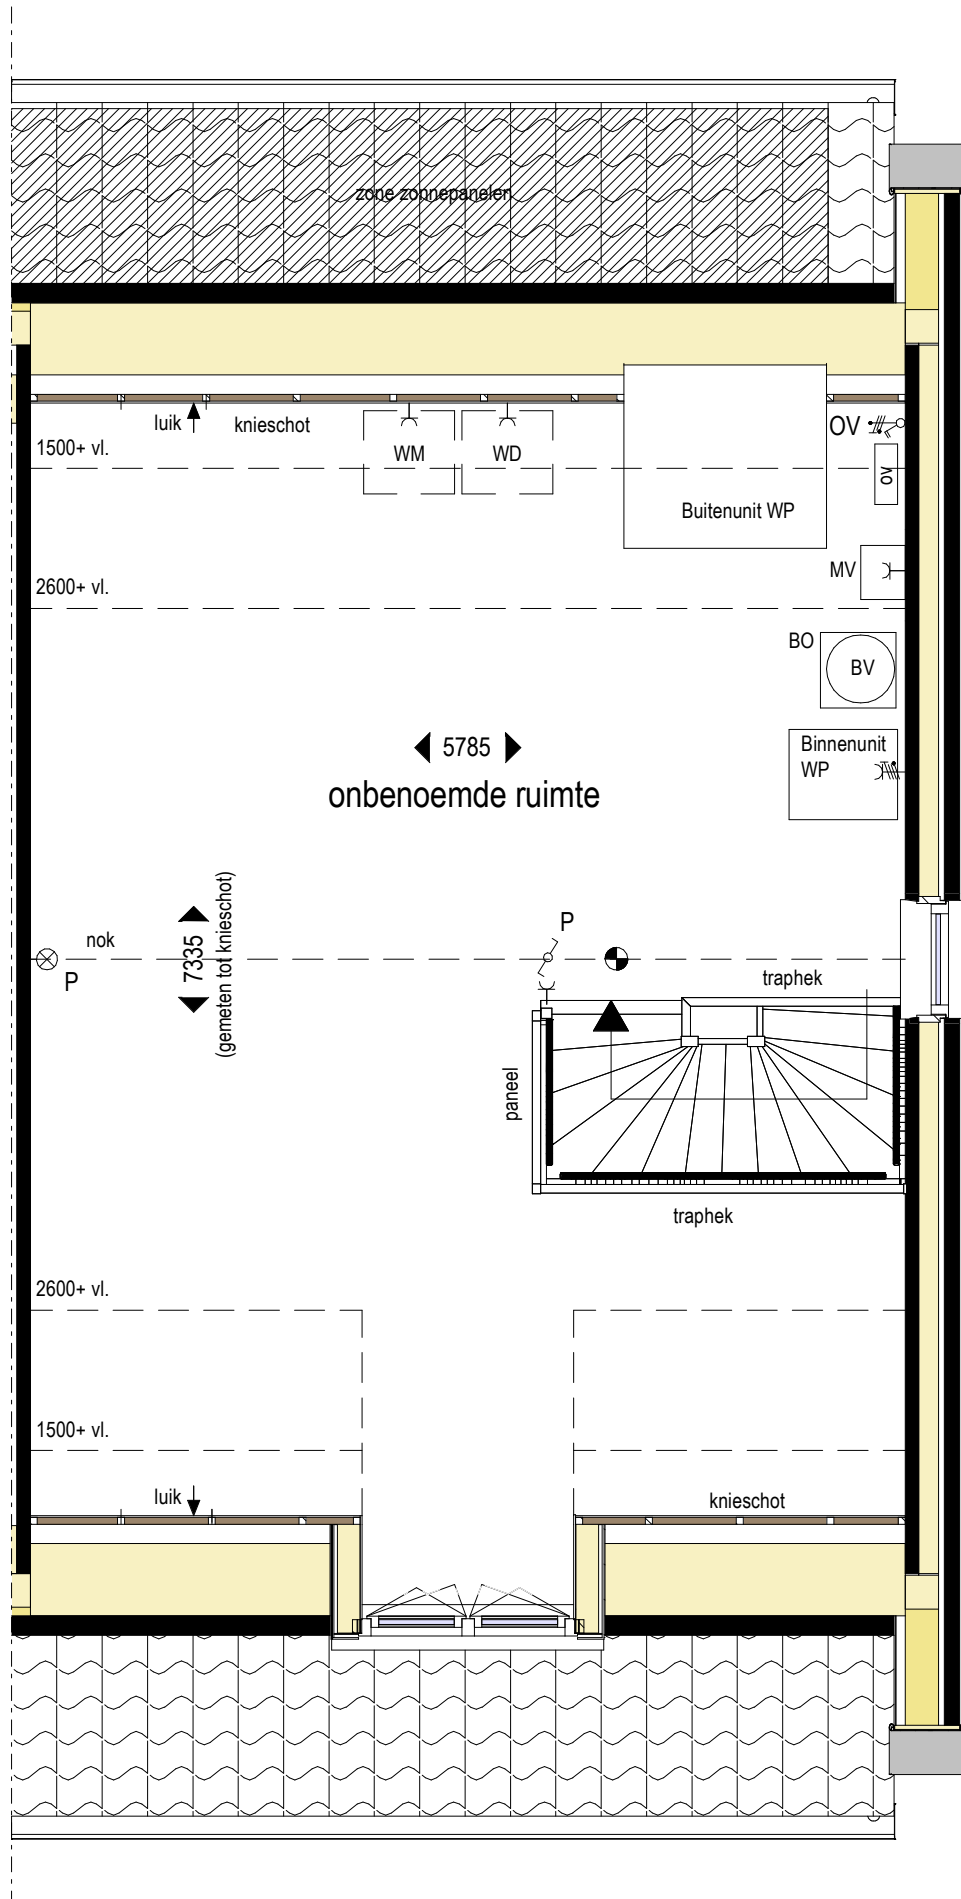 zone zonnepanelen
luik
knieschot
OV
1500+ vl.
WM
WD
OV
Buitenunit WP
MV
2600+ vl.
BO
BV
5785
Binnenunit
WP
onbenoemde ruimte
7335
(gemeten tot knieschot)
nok
P
P
traphek
paneel
traphek
2600+ vl.
1500+ vl.
luik
knieschot